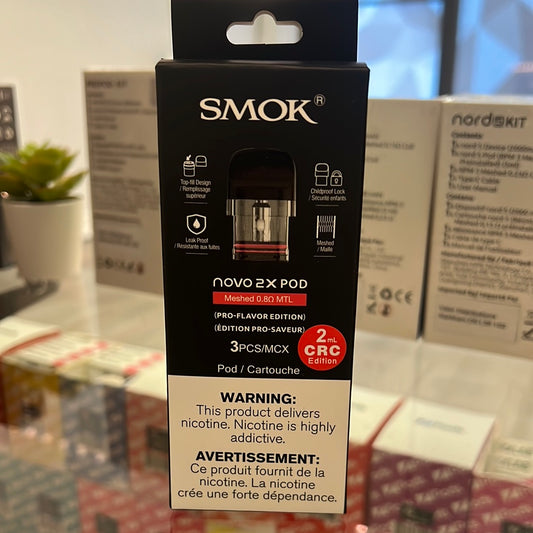 SMOK®
Top-fill Design
/ Remplissage
supérieur
Childproof Lock
/ Sécurité enfants
Leak Proof
/ Résistante aux fuites
Meshed
/ Maille
novo 2X POD
Meshed 0.8Ω MTL
(PRO-FLAVOR EDITION)
(ÉDITION PRO-SAVEUR)
3PCS/MCX
Pod / Cartouche
2mL
CRC
Edition
WARNING:
This product delivers
nicotine. Nicotine is highly
addictive.
AVERTISSEMENT:
Ce produit fournit de la
nicotine. La nicotine
crée une forte dépendance.
nord 5 KIT
Contents: